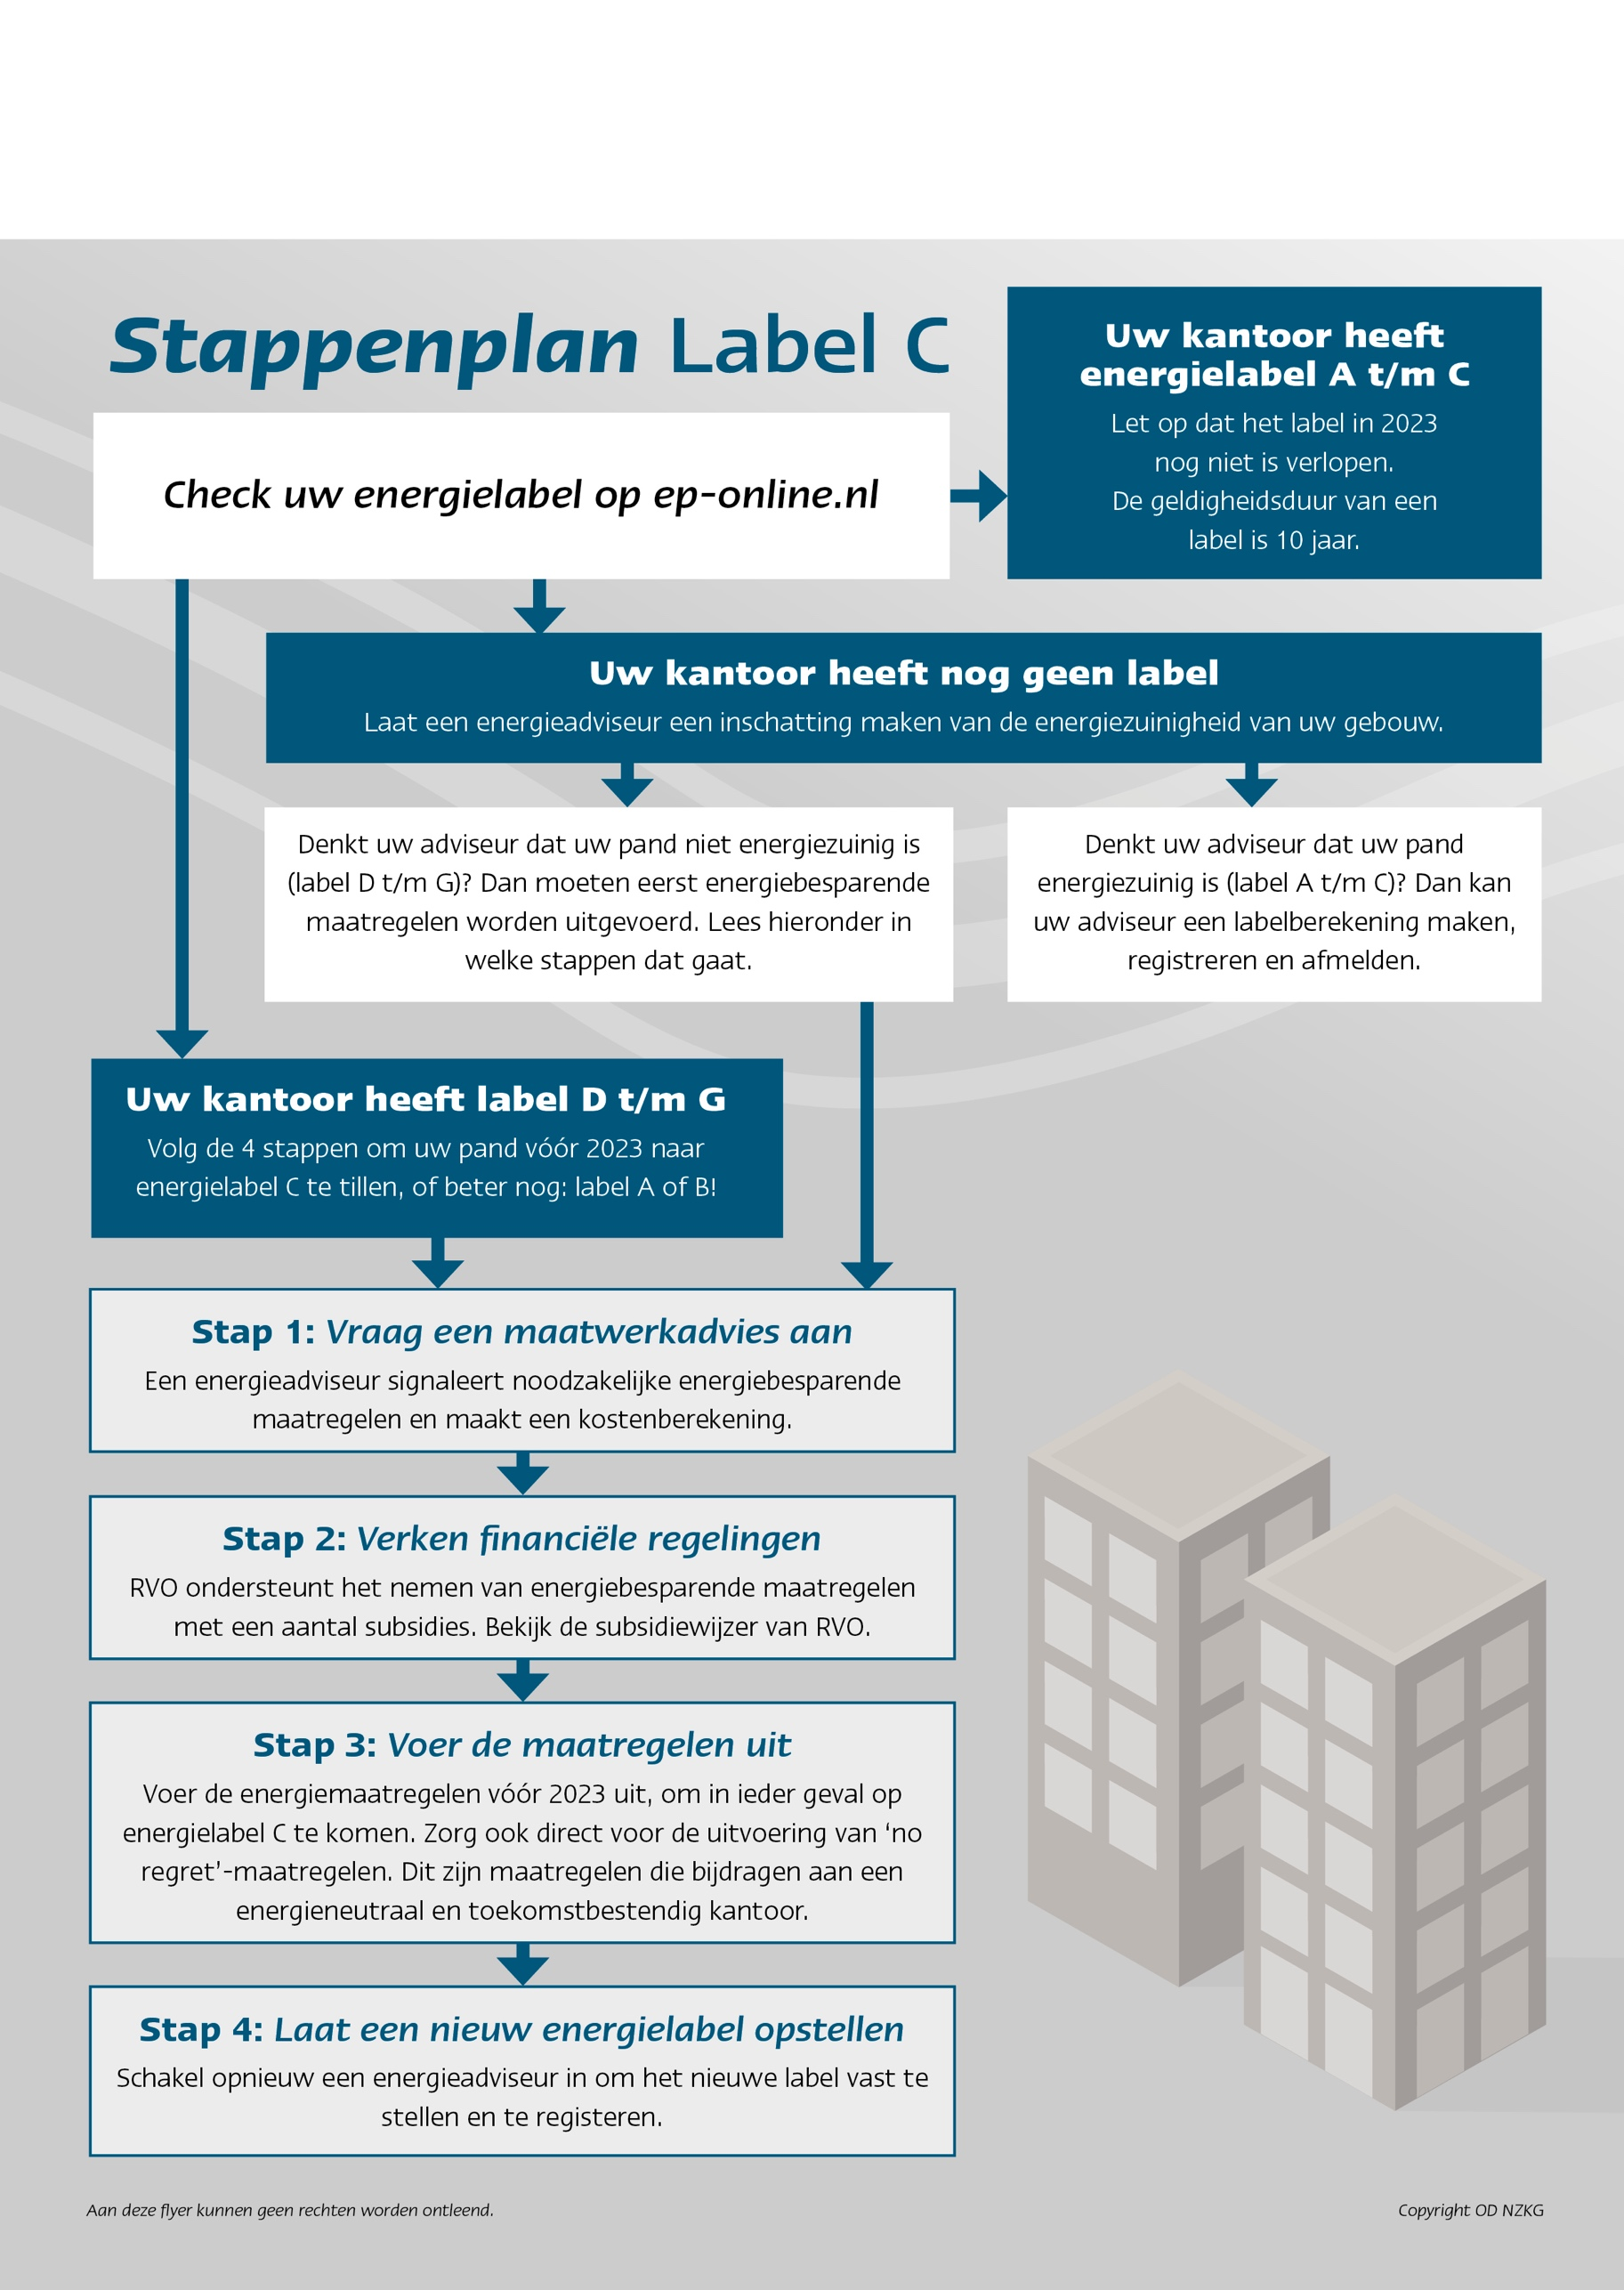 Stappenplan Label C
Check uw energielabel op ep-online.nl
Uw kantoor heeft
energielabel A t/m C
Let op dat het label in 2023
nog niet is verlopen.
De geldigheidsduur van een
label is 10 jaar.
Uw kantoor heeft nog geen label
Laat een energieadviseur een inschatting maken van de energiezuinigheid van uw gebouw.
Denkt uw adviseur dat uw pand niet energiezuinig is
(label D t/m G)? Dan moeten eerst energiebesparende
maatregelen worden uitgevoerd. Lees hieronder in
welke stappen dat gaat.
Denkt uw adviseur dat uw pand
energiezuinig is (label A t/m C)? Dan kan
uw adviseur een labelberekening maken,
registreren en afmelden.
Uw kantoor heeft label D t/m G
Volg de 4 stappen om uw pand vóór 2023 naar
energielabel C te tillen, of beter nog: label A of B!
Stap 1: Vraag een maatwerkadvies aan
Een energieadviseur signaleert noodzakelijke energiebesparende
maatregelen en maakt een kostenberekening.
Stap 2: Verken financiële regelingen
RVO ondersteunt het nemen van energiebesparende maatregelen
met een aantal subsidies. Bekijk de subsidiewijzer van RVO.
Stap 3: Voer de maatregelen uit
Voer de energiemaatregelen vóór 2023 uit, om in ieder geval op
energielabel C te komen. Zorg ook direct voor de uitvoering van ‘no
regret’-maatregelen. Dit zijn maatregelen die bijdragen aan een
energieneutraal en toekomstbestendig kantoor.
Stap 4: Laat een nieuw energielabel opstellen
Schakel opnieuw een energieadviseur in om het nieuwe label vast te
stellen en te registeren.
Aan deze flyer kunnen geen rechten worden ontleend.
Copyright OD NZKG